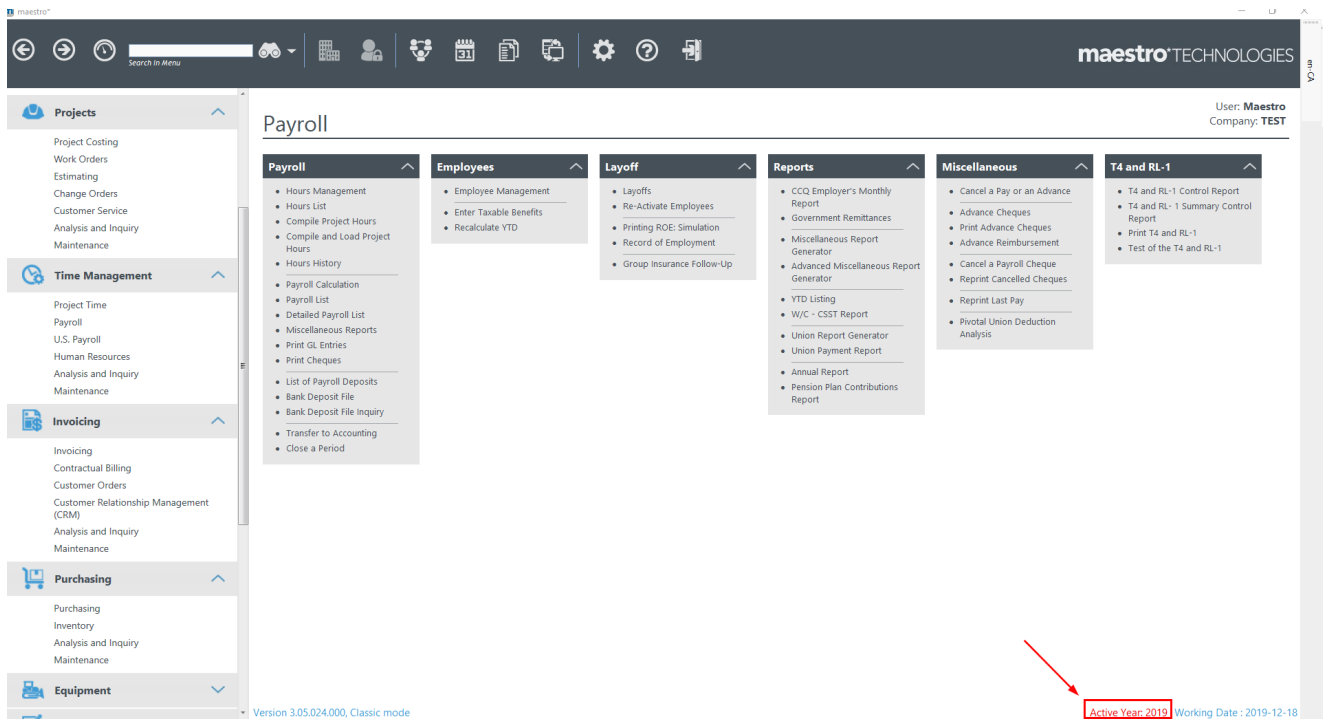 maestro*
Search in Menu
31
maestro*TECHNOLOGIES
en-CA
Projects
Project Costing
Work Orders
Estimating
Change Orders
Customer Service
Analysis and Inquiry
Maintenance
Time Management
Project Time
Payroll
U.S. Payroll
Human Resources
Analysis and Inquiry
Maintenance
Invoicing
Invoicing
Contractual Billing
Customer Orders
Customer Relationship Management
(CRM)
Analysis and Inquiry
Maintenance
Purchasing
Purchasing
Inventory
Analysis and Inquiry
Maintenance
Equipment
Payroll
User: Maestro
Company: TEST
Payroll
• Hours Management
• Hours List
• Compile Project Hours
• Compile and Load Project
Hours
• Hours History
• Payroll Calculation
• Payroll List
• Detailed Payroll List
• Miscellaneous Reports
• Print GL Entries
• Print Cheques
• List of Payroll Deposits
• Bank Deposit File
• Bank Deposit File Inquiry
• Transfer to Accounting
• Close a Period
Employees
• Employee Management
• Enter Taxable Benefits
• Recalculate YTD
Layoff
• Layoffs
• Re-Activate Employees
• Printing ROE: Simulation
• Record of Employment
• Group Insurance Follow-Up
Reports
• CCQ Employer's Monthly
Report
• Government Remittances
• Miscellaneous Report
Generator
• Advanced Miscellaneous Report
Generator
• YTD Listing
• W/C - CSST Report
• Union Report Generator
• Union Payment Report
• Annual Report
• Pension Plan Contributions
Report
Miscellaneous
• Cancel a Pay or an Advance
• Advance Cheques
• Print Advance Cheques
• Advance Reimbursement
• Cancel a Payroll Cheque
• Reprint Cancelled Cheques
• Reprint Last Pay
• Pivotal Union Deduction
Analysis
T4 and RL-1
• T4 and RL-1 Control Report
• T4 and RL- 1 Summary Control
Report
• Print T4 and RL-1
• Test of the T4 and RL-1
Version 3.05.024.000, Classic mode
Active Year: 2019
Working Date : 2019-12-18